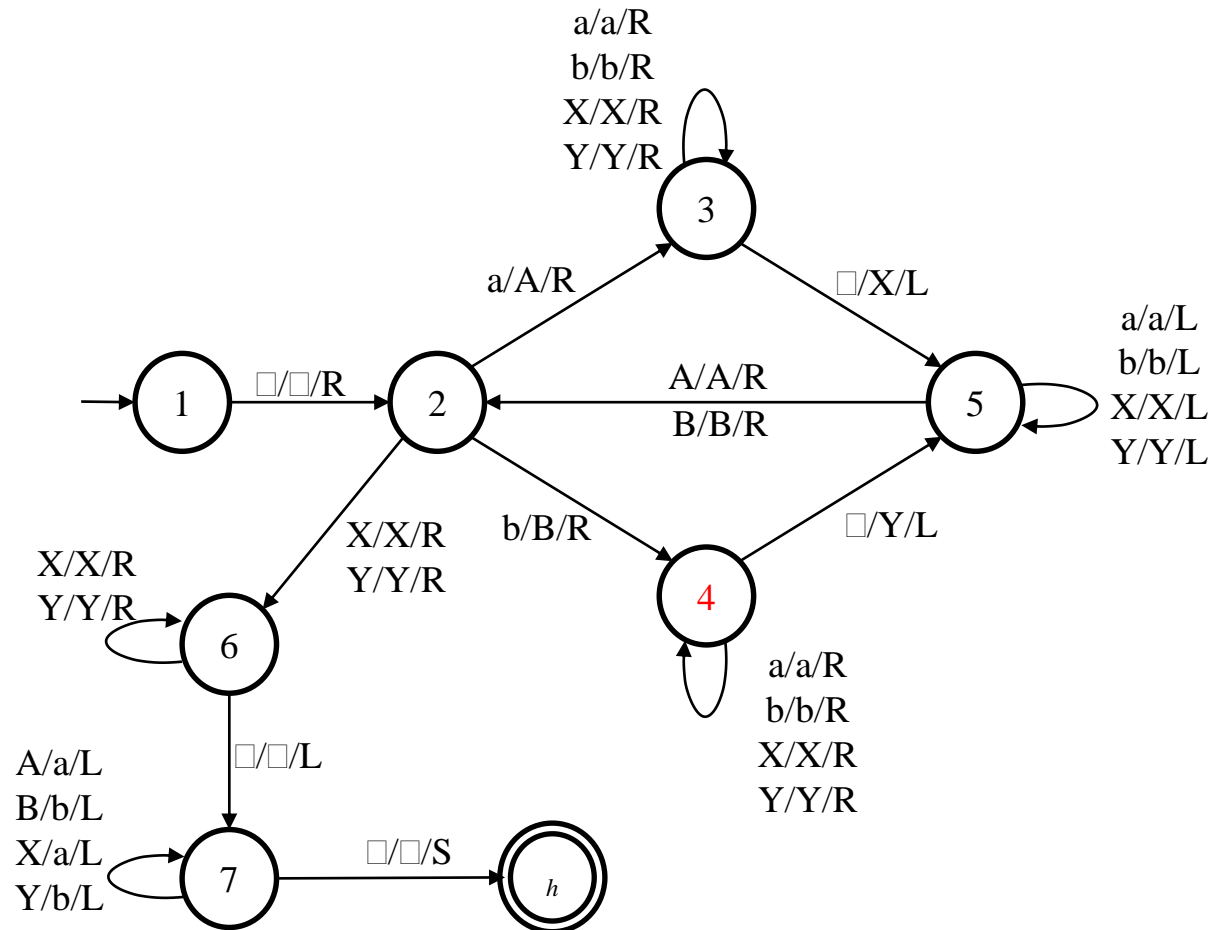 a/a/R
b/b/R
X/X/R
Y/Y/R
3
a/A/R
□/X/L
a/a/L
b/b/L
X/X/L
Y/Y/L
1
□/□/R
2
A/A/R
B/B/R
5
X/X/R
Y/Y/R
b/B/R
□/Y/L
X/X/R
Y/Y/R
6
4
a/a/R
b/b/R
X/X/R
Y/Y/R
□/□/L
A/a/L
B/b/L
X/a/L
Y/b/L
7
□/□/S
h